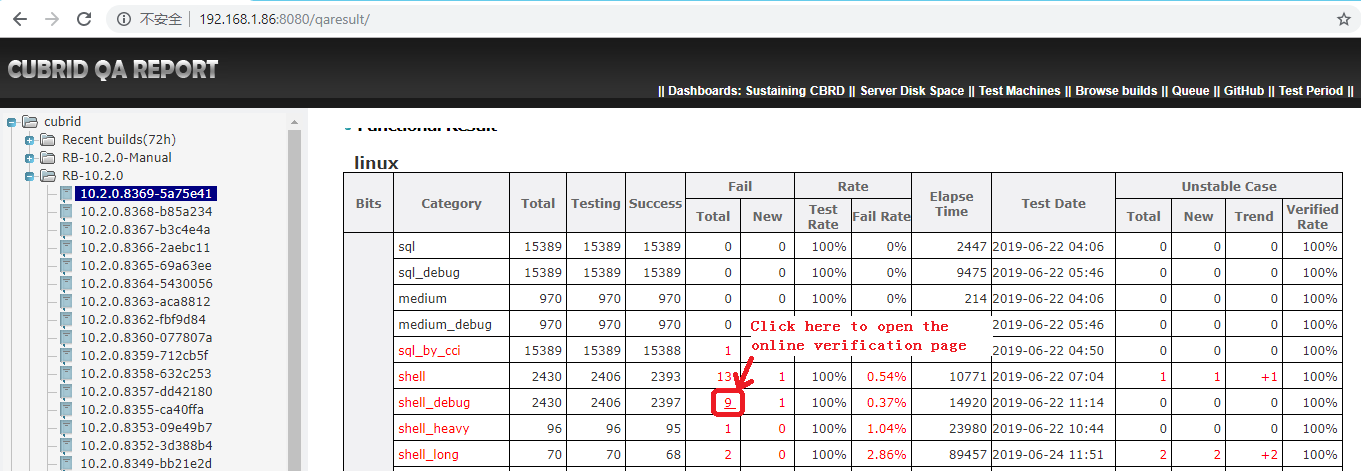 不安全 | 192.168.1.86:8080/qaresult/
CUBRID QA REPORT
|| Dashboards: Sustaining CBRD || Server Disk Space || Test Machines || Browse builds || Queue || GitHub || Test Period ||
cubrid
Recent builds(72h)
RB-10.2.0-Manual
RB-10.2.0
10.2.0.8369-5a75e41
10.2.0.8368-b85a234
10.2.0.8367-b3c4e4a
10.2.0.8366-2aebc11
10.2.0.8365-69a63ee
10.2.0.8364-5430056
10.2.0.8363-aca8812
10.2.0.8362-fbf9d84
10.2.0.8360-077807a
10.2.0.8359-712cb5f
10.2.0.8358-632c253
10.2.0.8357-dd42180
10.2.0.8355-ca40ffa
10.2.0.8353-09e49b7
10.2.0.8352-3d388b4
10.2.0.8349-bb21e2d
Functional Result
linux
Bits Category Total Testing Success Fail Rate Elapse Time Test Date Unstable Case
Total New Test Rate Fail Rate Total New Trend Verified Rate
sql 15389 15389 15389 0 0 100% 0% 2447 2019-06-22 04:06 0 0 0 100%
sql_debug 15389 15389 15389 0 0 100% 0% 9475 2019-06-22 05:46 0 0 0 100%
medium 970 970 970 0 0 100% 0% 214 2019-06-22 04:06 0 0 0 100%
medium_debug 970 970 970 0 2019-06-22 05:46 0 0 0 100%
Click here to open the
online verification page
sql_by_cci 15389 15389 15388 1 2019-06-22 04:50 0 0 0 100%
shell 2430 2406 2393 13 1 100% 0.54% 10771 2019-06-22 07:04 1 1 +1 100%
shell_debug 2430 2406 2397 9 1 100% 0.37% 14920 2019-06-22 11:14 0 0 0 100%
shell_heavy 96 96 95 1 0 100% 1.04% 23980 2019-06-22 10:44 0 0 0 100%
shell_long 70 70 68 2 0 100% 2.86% 89457 2019-06-24 11:51 2 2 +2 100%